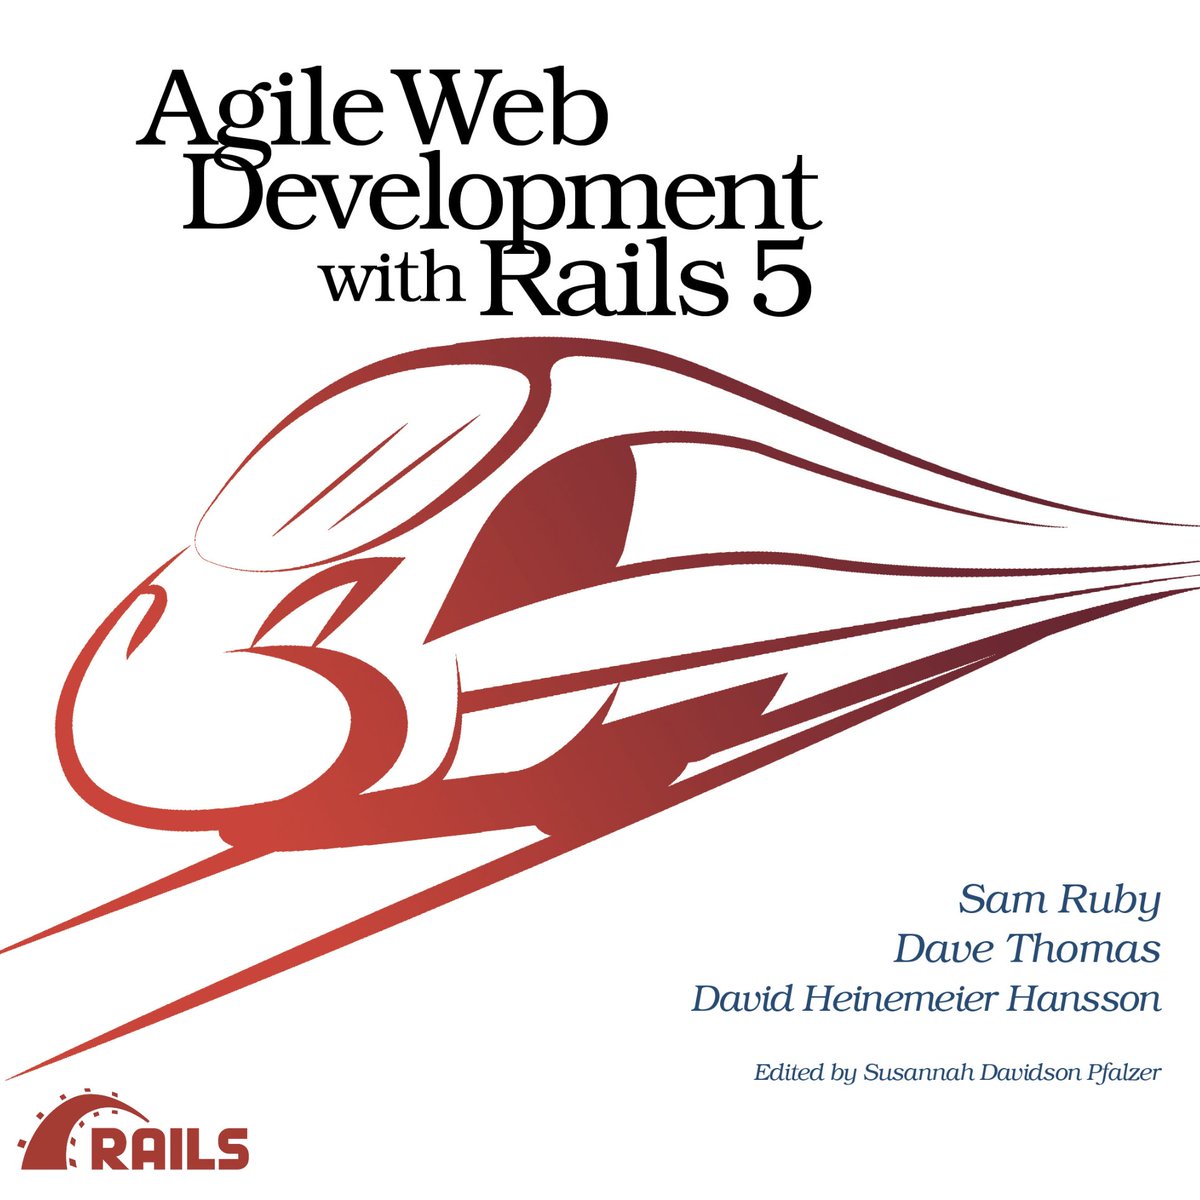 Agile Web
Development
with Rails 5
Sam Ruby
Dave Thomas
David Heinemeier Hansson
Edited by Susannah Davidson Pfalzer
RAILS